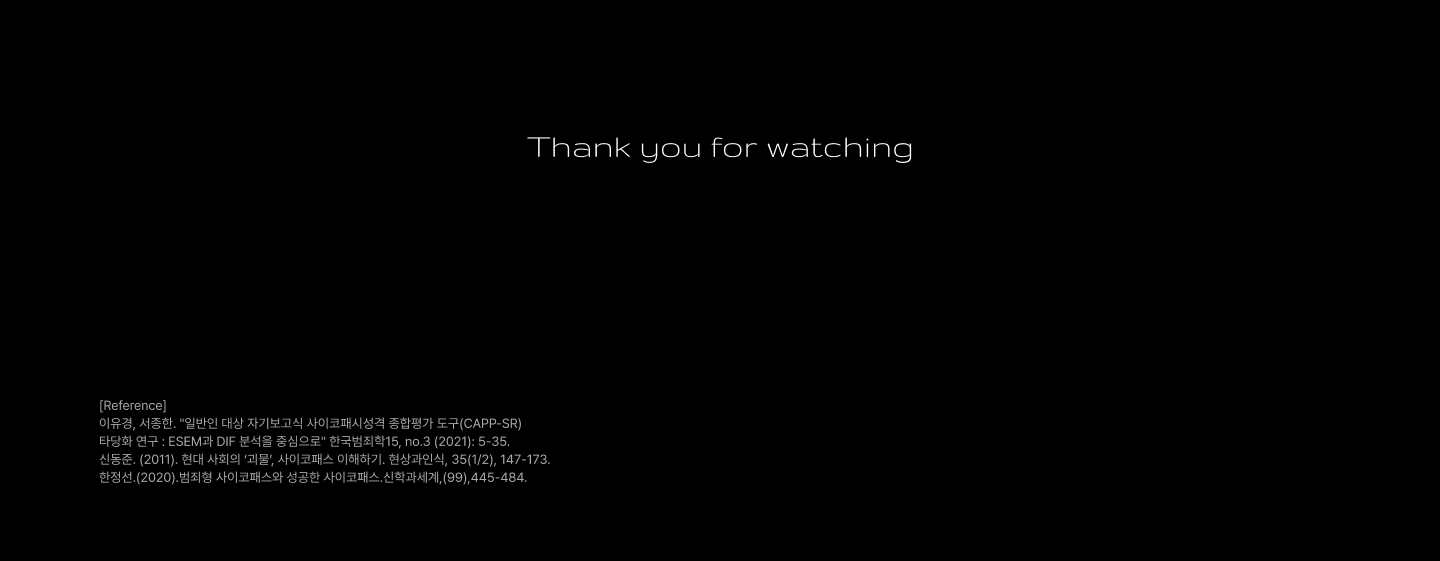 Thank you for watching
[Reference]
이유경, 서종한. "일반인 대상 자기보고식 사이코패시성격 종합평가 도구(CAPP-SR)
타당화 연구 : ESEM과 DIF 분석을 중심으로" 한국범죄학15, no.3 (2021): 5-35.
신동준. (2011). 현대 사회의 ‘괴물’, 사이코패스 이해하기. 현상과인식, 35(1/2), 147-173.
한정선.(2020).범죄형 사이코패스와 성공한 사이코패스.신학과세계,(99),445-484.